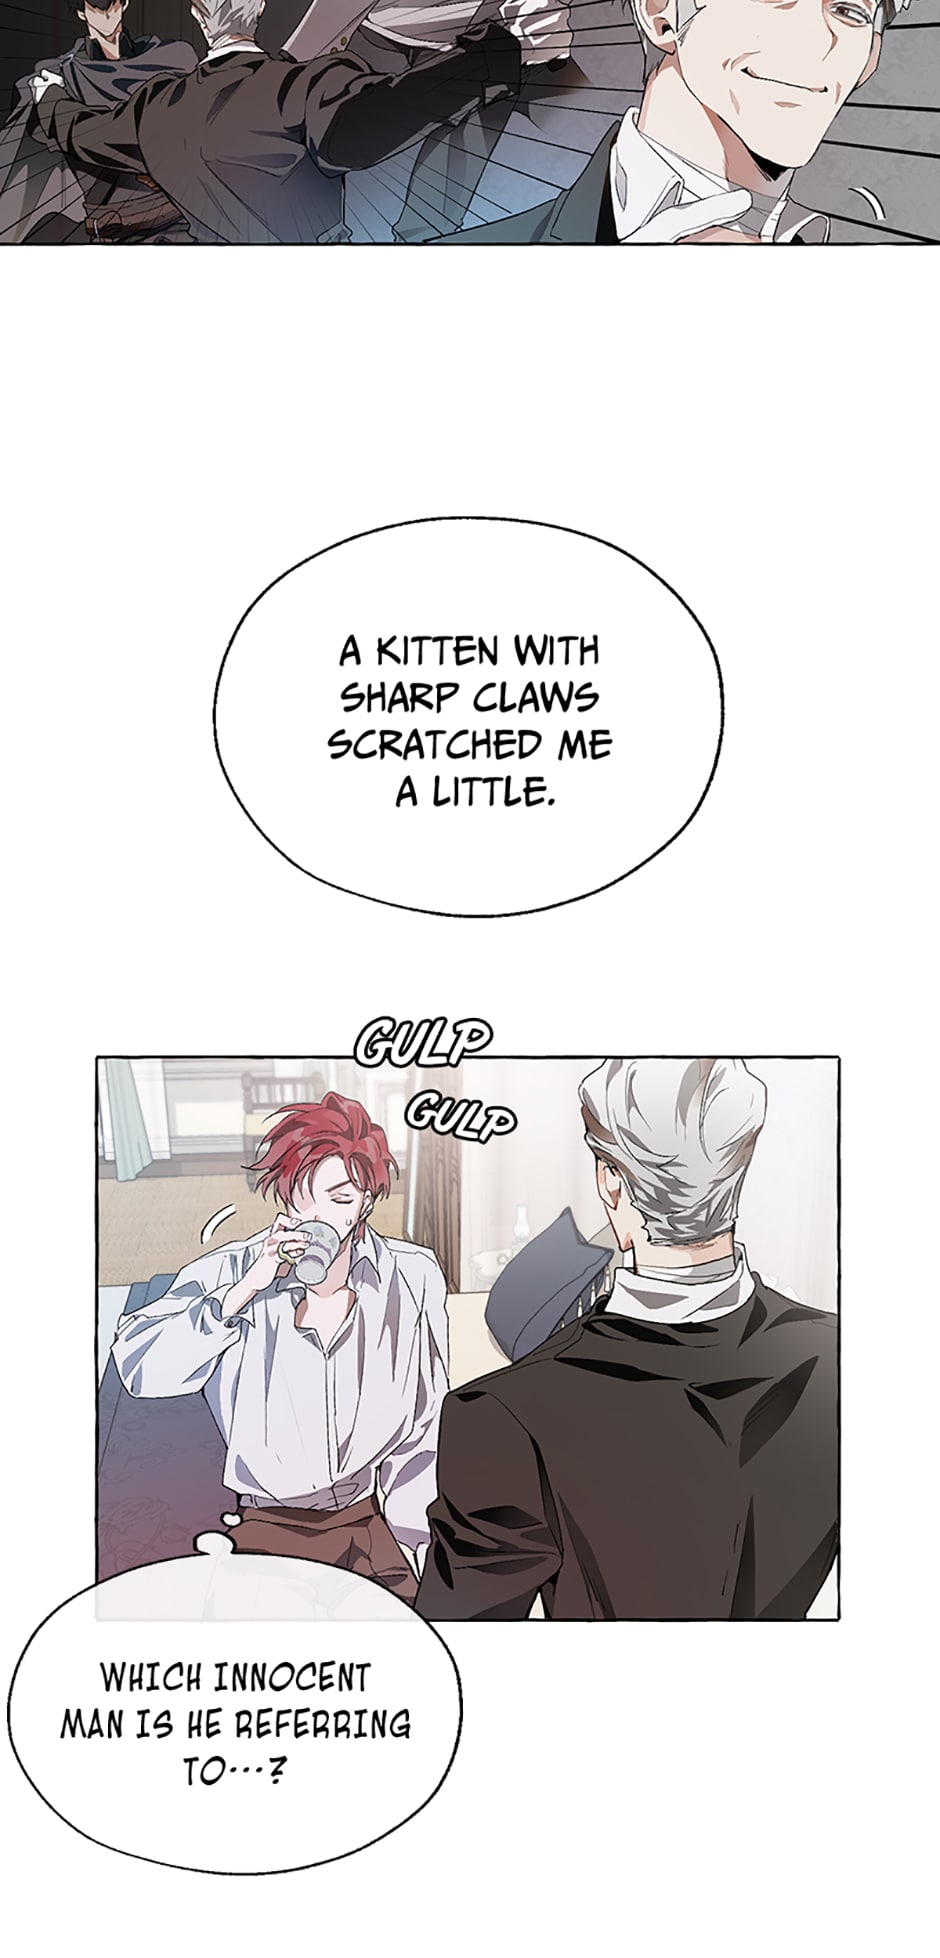 A KITTEN WITH
SHARP CLAWS
SCRATCHED ME
A LITTLE.
GULP
GULP
WHICH INNOCENT
MAN IS HE REFERRING
TO...?